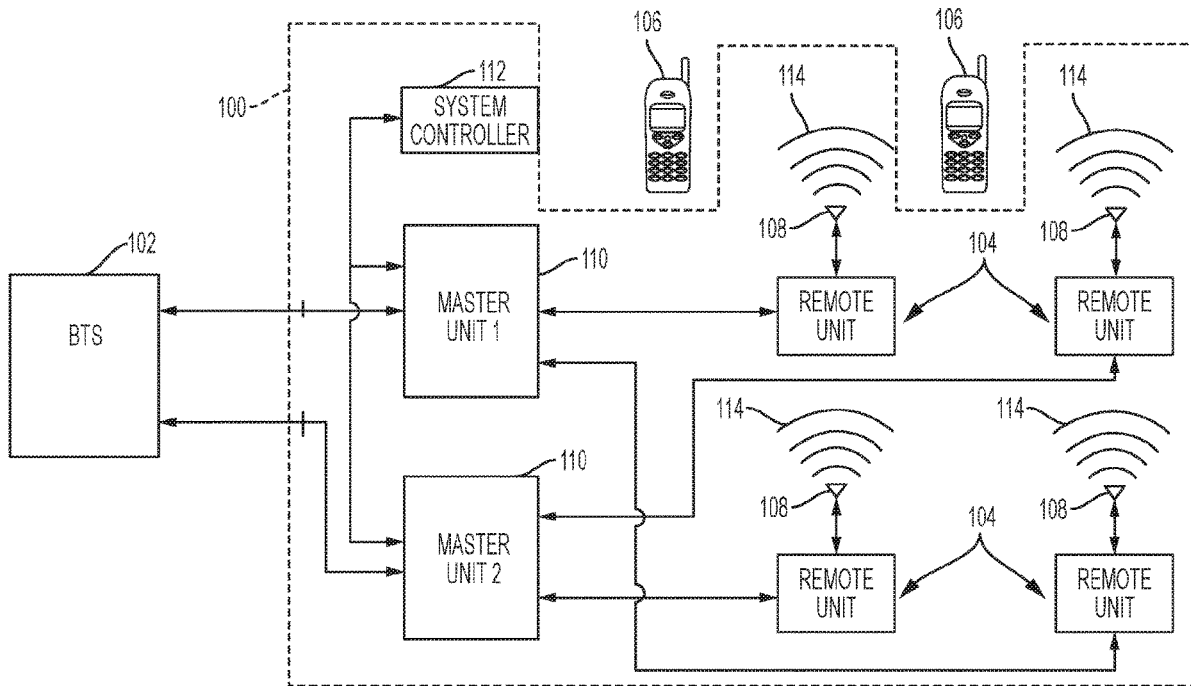 106
106
112
114
114
100
SYSTEM
CONTROLLER
102
108
108
110
104
BTS
MASTER
UNIT 1
REMOTE
UNIT
REMOTE
UNIT
114
114
110
108
108
104
MASTER
UNIT 2
REMOTE
UNIT
REMOTE
UNIT